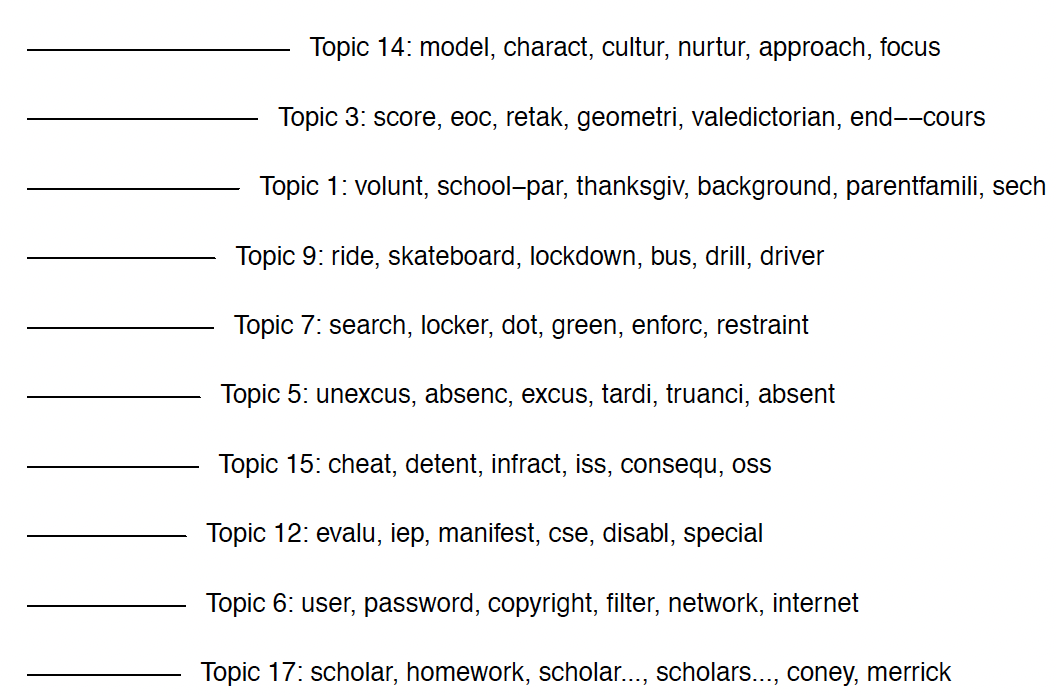 Topic 14: model, charact, cultur, nurtur, approach, focus
Topic 3: score, eoc, retak, geometri, valedictorian, end−−cours
Topic 1: volunt, school−par, thanksgiv, background, parentfamili, sech
Topic 9: ride, skateboard, lockdown, bus, drill, driver
Topic 7: search, locker, dot, green, enforc, restraint
Topic 5: unexcus, absenc, excus, tardi, truanci, absent
Topic 15: cheat, detent, infract, iss, consequ, oss
Topic 12: evalu, iep, manifest, cse, disabl, special
Topic 6: user, password, copyright, filter, network, internet
Topic 17: scholar, homework, scholar..., scholars..., coney, merrick